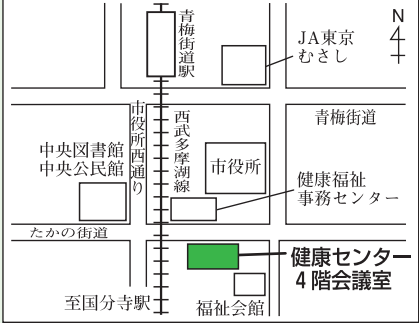 青梅街道駅
N
JA東京
むさし
市役所西通り
西武多摩湖線
青梅街道
中央図書館
中央公民館
市役所
健康福祉
事務センター
たかの街道
健康センター
4階会議室
至国分寺駅
福祉会館